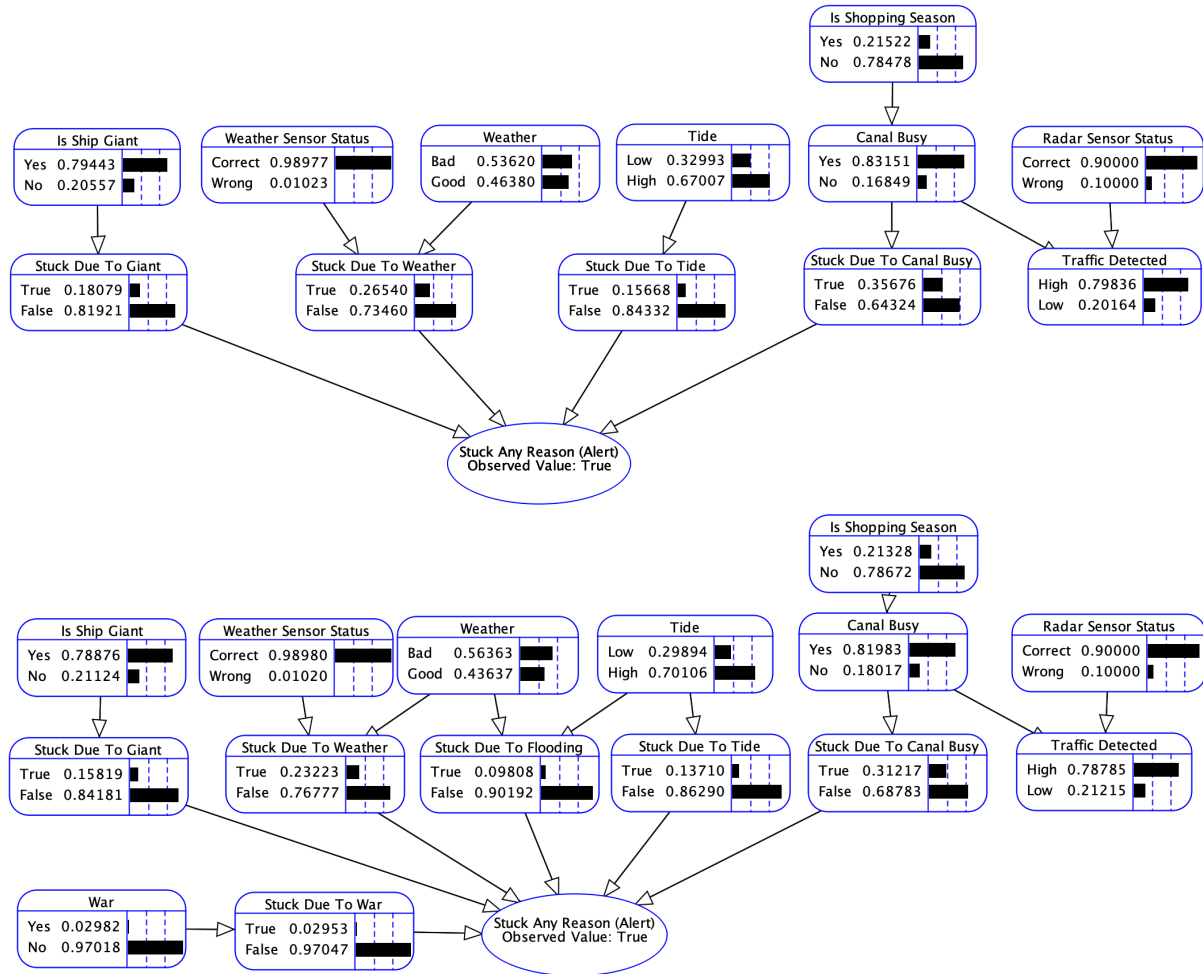 Is Shopping Season
Yes 0.21522
No 0.78478
Is Ship Giant
Yes 0.79443
No 0.20557
Weather Sensor Status
Correct 0.98977
Wrong 0.01023
Weather
Bad 0.53620
Good 0.46380
Tide
Low 0.32993
High 0.67007
Canal Busy
Yes 0.83151
No 0.16849
Radar Sensor Status
Correct 0.90000
Wrong 0.10000
Stuck Due To Giant
True 0.18079
False 0.81921
Stuck Due To Weather
True 0.26540
False 0.73460
Stuck Due To Tide
True 0.15668
False 0.84332
Stuck Due To Canal Busy
True 0.35676
False 0.64324
Traffic Detected
High 0.79836
Low 0.20164
Stuck Any Reason (Alert)
Observed Value: True
Is Shopping Season
Yes 0.21328
No 0.78672
Is Ship Giant
Yes 0.78876
No 0.21124
Weather Sensor Status
Correct 0.98980
Wrong 0.01020
Weather
Bad 0.56363
Good 0.43637
Tide
Low 0.29894
High 0.70106
Canal Busy
Yes 0.81983
No 0.18017
Radar Sensor Status
Correct 0.90000
Wrong 0.10000
Stuck Due To Giant
True 0.15819
False 0.84181
Stuck Due To Weather
True 0.23223
False 0.76777
Stuck Due To Flooding
True 0.09808
False 0.90192
Stuck Due To Tide
True 0.13710
False 0.86290
Stuck Due To Canal Busy
True 0.31217
False 0.68783
Traffic Detected
High 0.78785
Low 0.21215
War
Yes 0.02982
No 0.97018
Stuck Due To War
True 0.02953
False 0.97047
Stuck Any Reason (Alert)
Observed Value: True